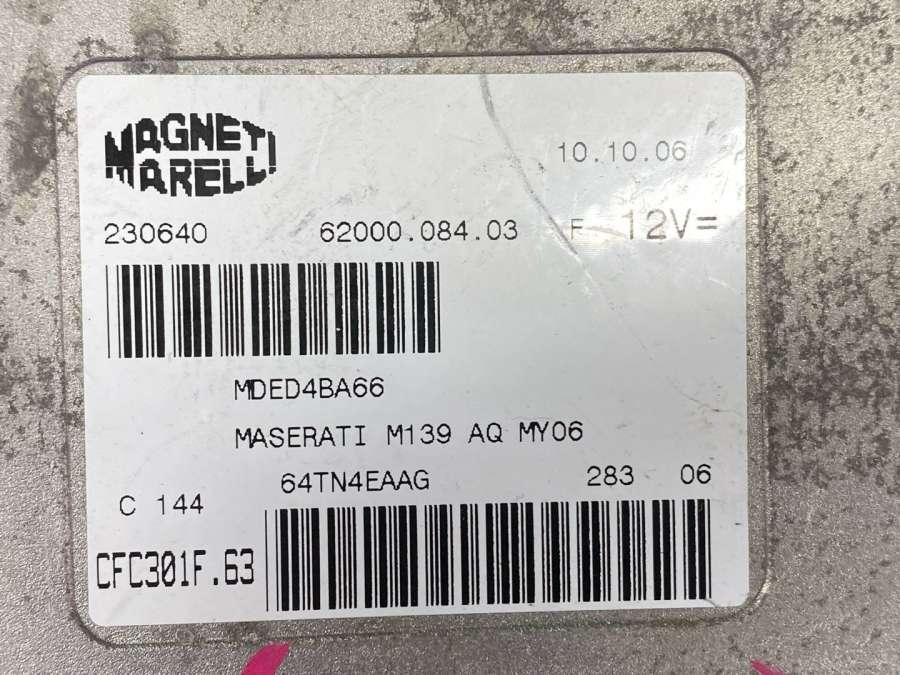 MAGNETI
MARELLI
10.10.06
230640 62000.084.03 F 12V=
MDED4BA66
MASERATI M139 AQ MY06
64TN4EAAG 283 06
C 144
CFC301F.63